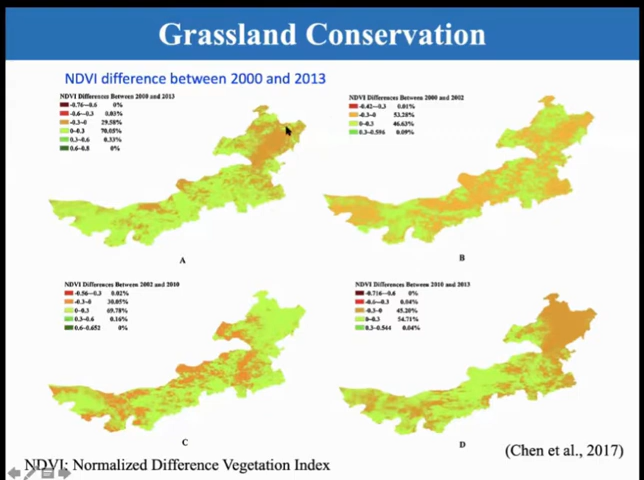 Grassland Conservation
NDVI difference between 2000 and 2013
NDVI Differences Between 2000 and 2013
-0.76~-0.6 0%
-0.6~-0.3 0.03%
-0.3~0 29.58%
0~0.3 70.05%
0.3~0.6 0.33%
0.6~0.8 0%
A
NDVI Differences Between 2000 and 2002
-0.42~-0.3 0.01%
-0.3~0 53.28%
0~0.3 46.63%
0.3~0.596 0.09%
B
NDVI Differences Between 2002 and 2010
-0.56~-0.3 0.02%
-0.3~0 30.05%
0~0.3 69.78%
0.3~0.6 0.16%
0.6~0.652 0%
C
NDVI Differences Between 2010 and 2013
-0.716~-0.6 0%
-0.6~-0.3 0.04%
-0.3~0 45.20%
0~0.3 54.71%
0.3~0.544 0.04%
D
(Chen et al., 2017)
NDVI: Normalized Difference Vegetation Index